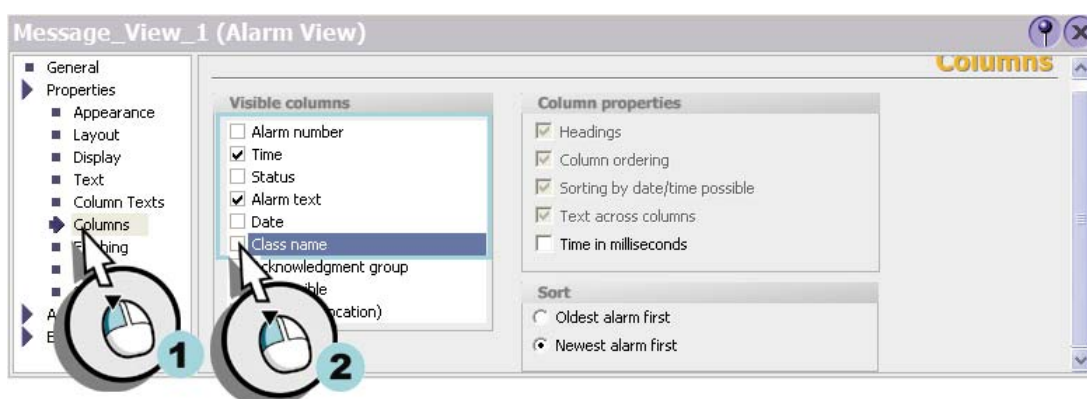 Message_View_1 (Alarm View)
Columns
General
Properties
Appearance
Layout
Display
Text
Column Texts
Columns
Visible columns
Alarm number
Time
Status
Alarm text
Date
Class name
Acknowledgment group
Column properties
Headings
Column ordering
Sorting by date/time possible
Text across columns
Time in milliseconds
Sort
Oldest alarm first
Newest alarm first
1
2